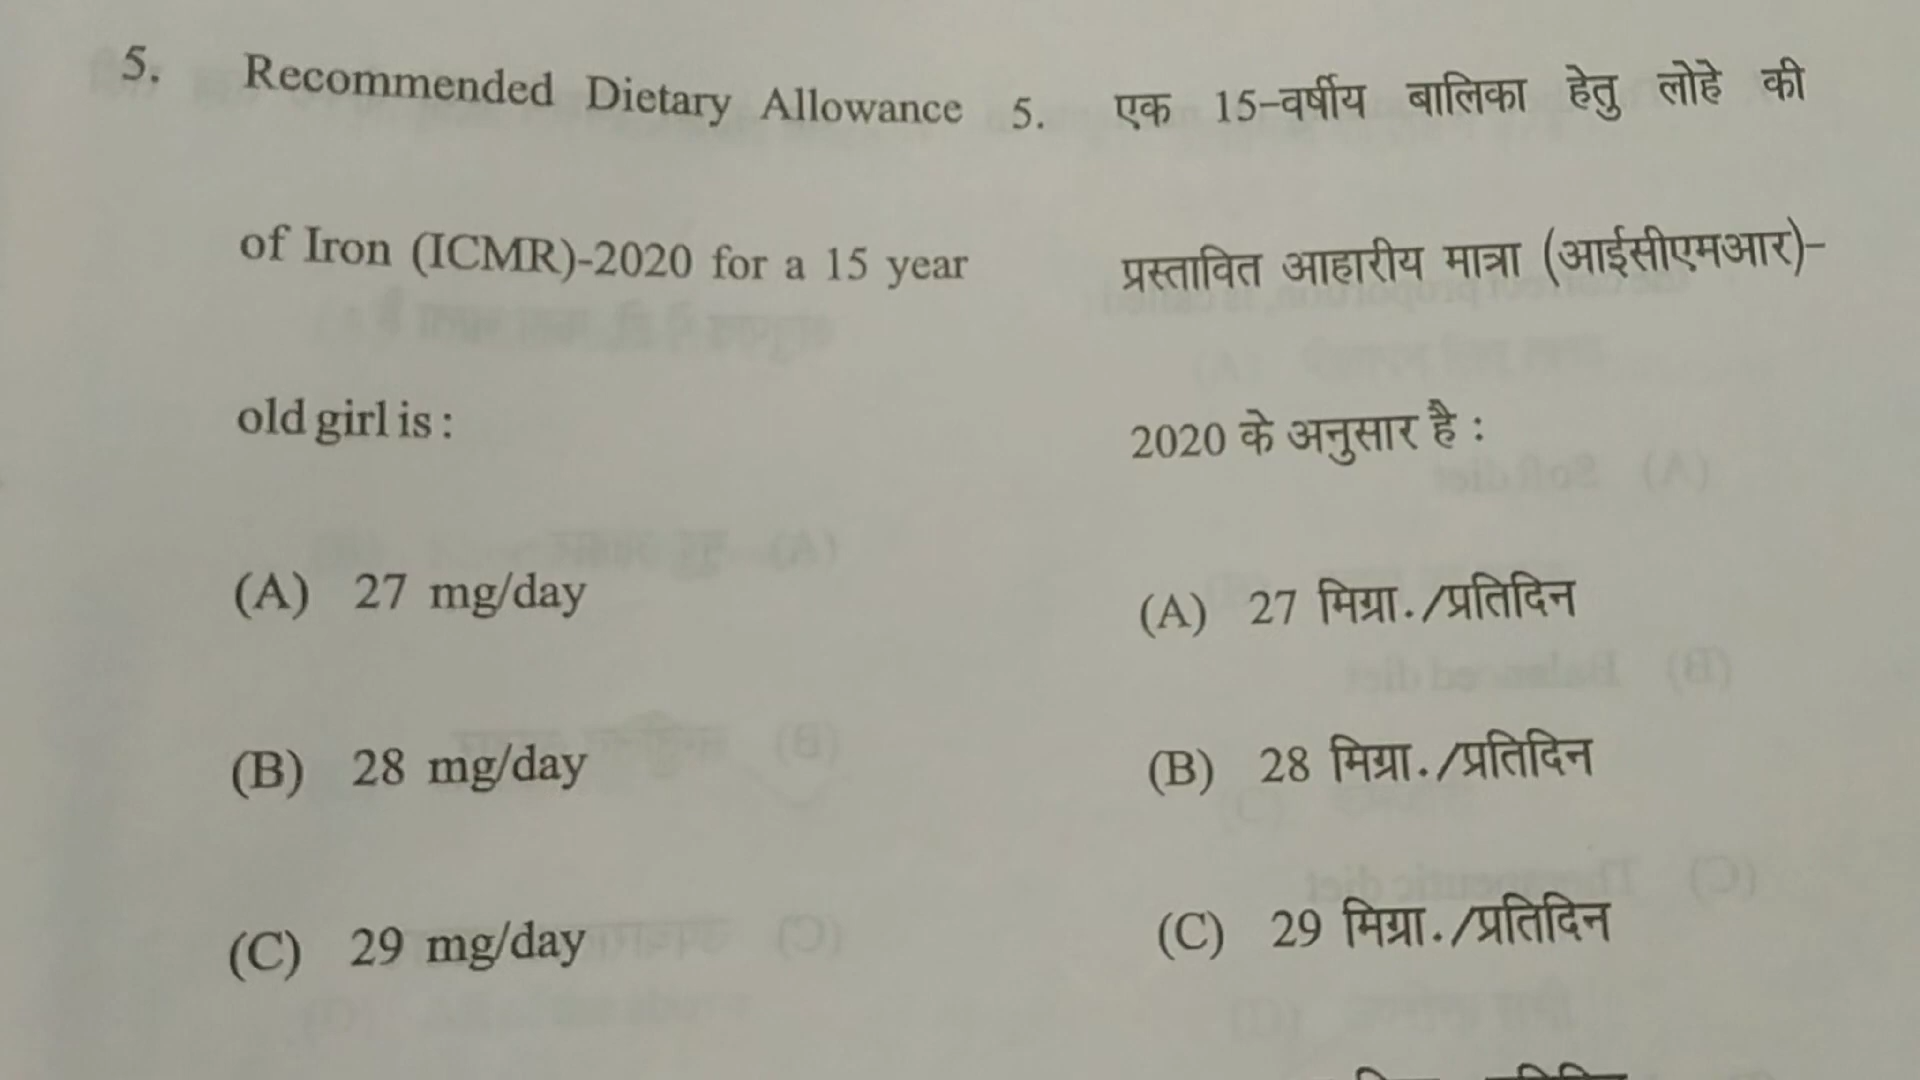 5. Recommended Dietary Allowance
of Iron (ICMR)-2020 for a 15 year
old girl is :
(A) 27 mg/day
(B) 28 mg/day
(C) 29 mg/day
5. एक 15-वर्षीय बालिका हेतु लोहे की
प्रस्तावित आहारीय मात्रा (आईसीएमआर)-
2020 के अनुसार है :
(A) 27 मिग्रा./प्रतिदिन
(B) 28 मिग्रा./प्रतिदिन
(C) 29 मिग्रा./प्रतिदिन